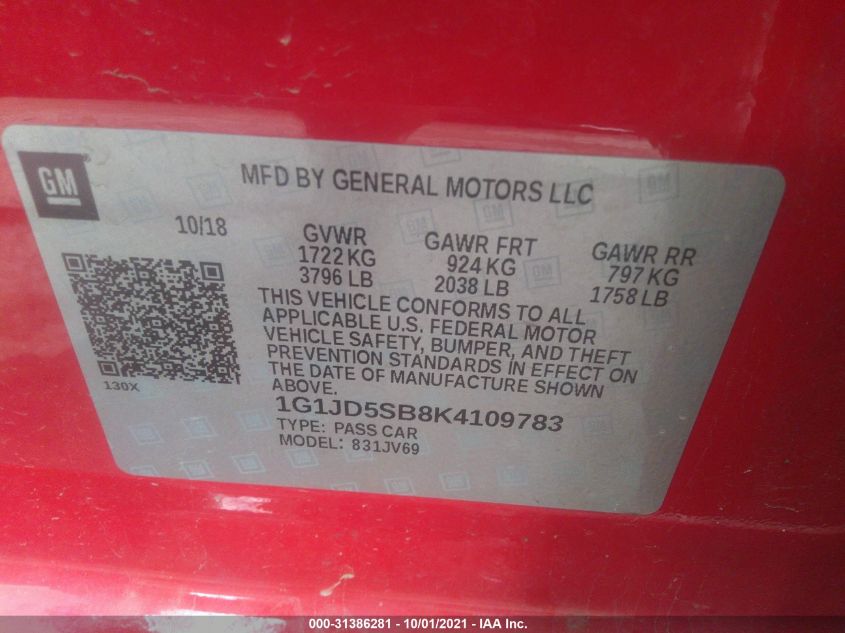 GM
MFD BY GENERAL MOTORS LLC
10/18
GVWR
1722 KG
3796 LB
GAWR FRT
924 KG
2038 LB
GAWR RR
797 KG
1758 LB
THIS VEHICLE CONFORMS TO ALL
APPLICABLE U.S. FEDERAL MOTOR
VEHICLE SAFETY, BUMPER, AND THEFT
PREVENTION STANDARDS IN EFFECT ON
THE DATE OF MANUFACTURE SHOWN
ABOVE.
130X
1G1JD5SB8K4109783
TYPE: PASS CAR
MODEL: 831JV69
000-31386281 - 10/01/2021 - IAA Inc.